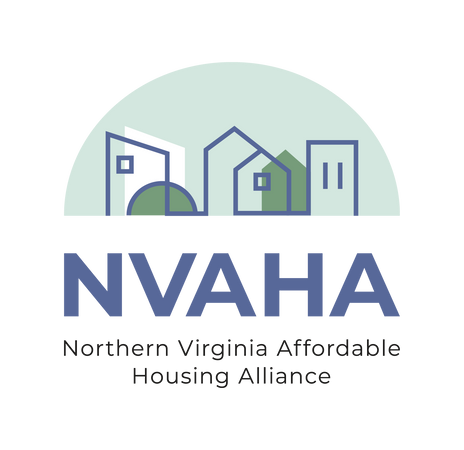 NVAHA
Northern Virginia Affordable
Housing Alliance